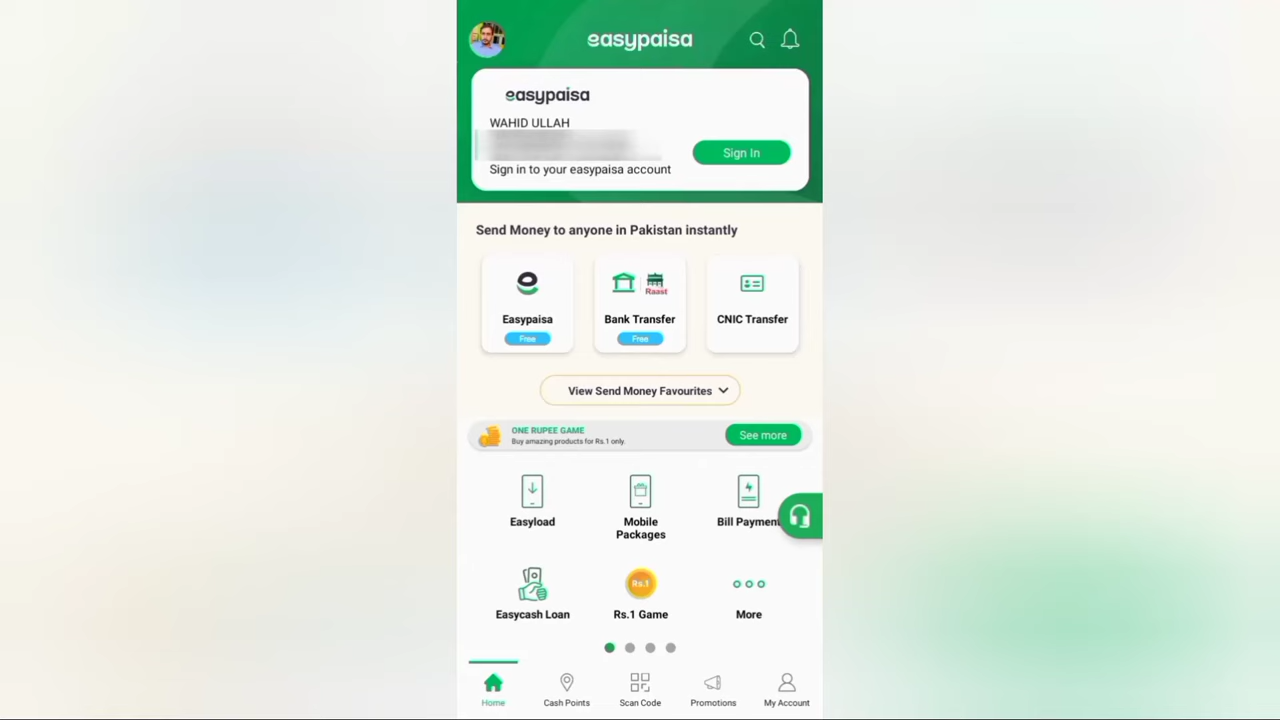 easypaisa
easypaisa
WAHID ULLAH
Sign In
Sign in to your easypaisa account
Send Money to anyone in Pakistan instantly
Raast
Easypaisa
Bank Transfer
CNIC Transfer
Free
Free
View Send Money Favourites
ONE RUPEE GAME
Buy amazing products for Rs.1 only.
See more
Easyload
Mobile
Packages
Bill Payment
Rs.1
Easycash Loan
Rs.1 Game
More
Home
Cash Points
Scan Code
Promotions
My Account